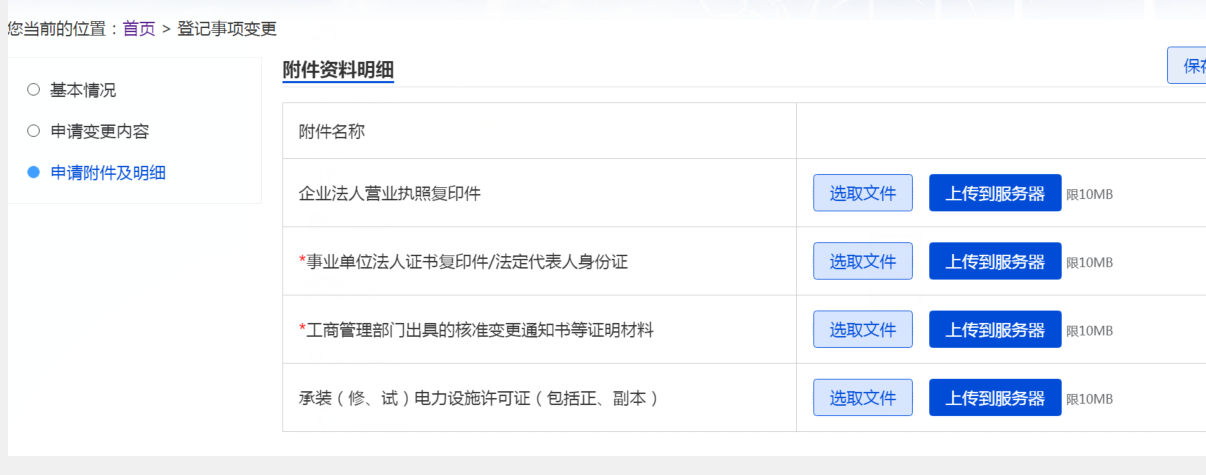 您当前的位置：首页 > 登记事项变更
基本情况
申请变更内容
申请附件及明细
附件资料明细
附件名称
企业法人营业执照复印件 选取文件 上传到服务器 限10MB
*事业单位法人证书复印件/法定代表人身份证 选取文件 上传到服务器 限10MB
*工商管理部门出具的核准变更通知书等证明材料 选取文件 上传到服务器 限10MB
承装（修、试）电力设施许可证（包括正、副本） 选取文件 上传到服务器 限10MB